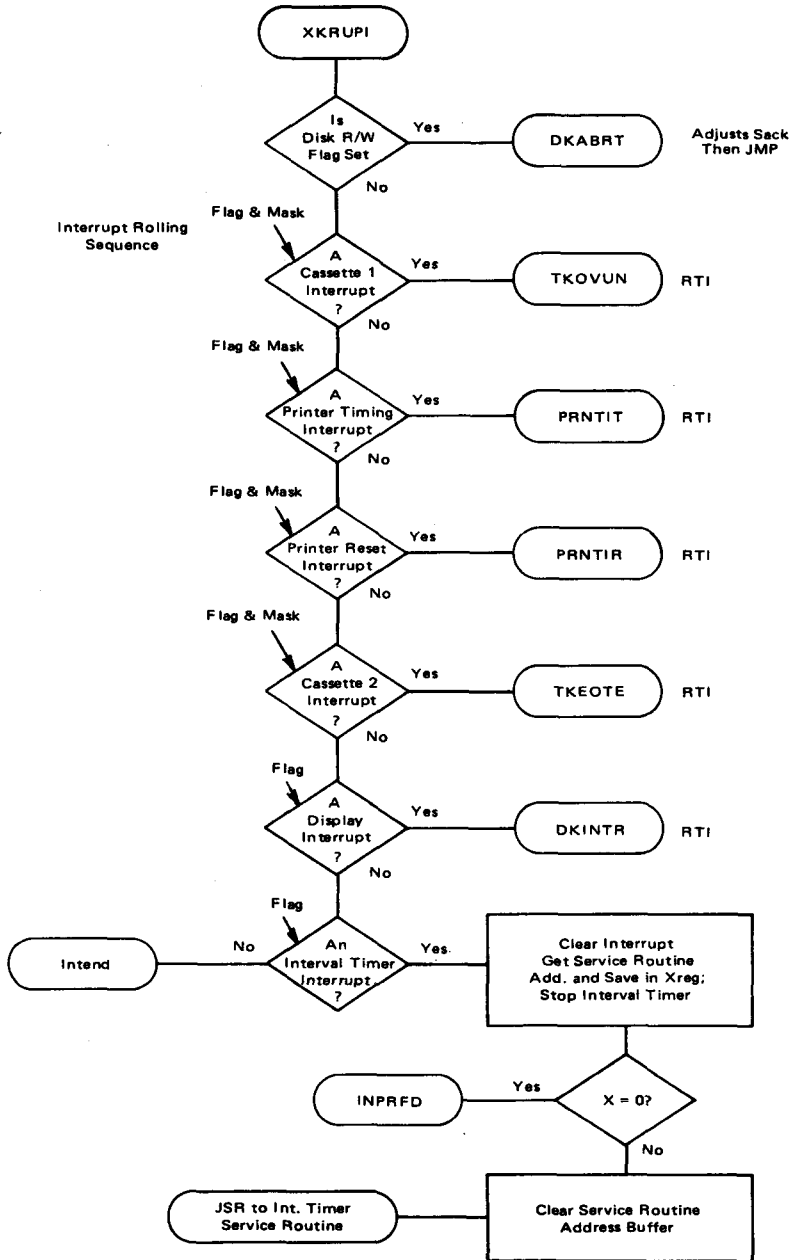 XKRUPI
Is
Disk R/W
Flag Set
Yes
DKABRT
Adjusts Sack
Then JMP
No
Interrupt Rolling
Sequence
Flag & Mask
A
Cassette 1
Interrupt
?
Yes
TKOVUN
RTI
No
Flag & Mask
A
Printer Timing
Interrupt
?
Yes
PRNTIT
RTI
No
Flag & Mask
A
Printer Reset
Interrupt
?
Yes
PRNTIR
RTI
No
Flag & Mask
A
Cassette 2
Interrupt
?
Yes
TKEOTE
RTI
No
Flag
A
Display
Interrupt
?
Yes
DKINTR
RTI
No
Flag
An
Interval Timer
Interrupt
?
No
Intend
Yes
Clear Interrupt
Get Service Routine
Add. and Save in Xreg;
Stop Interval Timer
X = 0?
Yes
INPRFD
No
Clear Service Routine
Address Buffer
JSR to Int. Timer
Service Routine